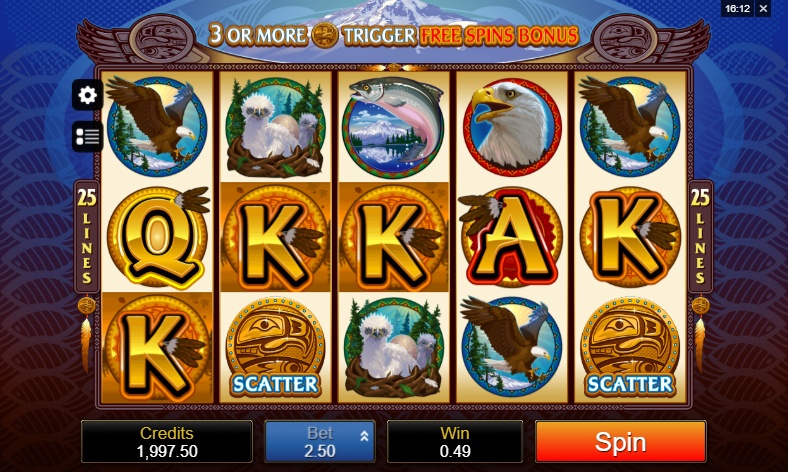 16:12
3 OR MORE TRIGGER FREE SPINS BONUS
25
LINES
25
LINES
Q
K
K
A
K
K
SCATTER
SCATTER
Credits
1,997.50
Bet
2.50
Win
0.49
Spin